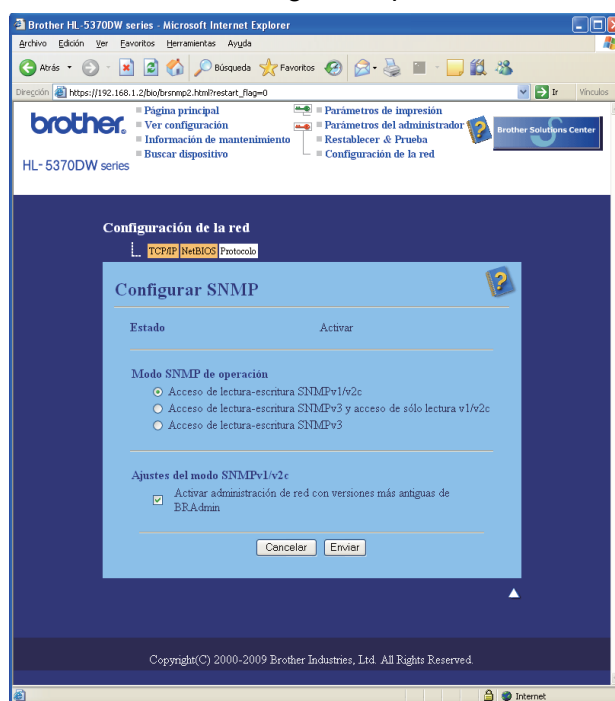 Brother HL-5370DW series - Microsoft Internet Explorer
Archivo Edición Ver Favoritos Herramientas Ayuda
Atrás Búsqueda Favoritos
Dirección https://192.168.1.2/bio/brsnmp2.html?restart_flag=0 Ir Vínculos
brother.
HL-5370DW series
Página principal
Ver configuración
Información de mantenimiento
Buscar dispositivo
Parámetros de impresión
Parámetros del administrador
Restablecer & Prueba
Configuración de la red
Brother Solutions Center
Configuración de la red
TCP/IP NetBIOS Protocolo
Configurar SNMP
Estado Activar
Modo SNMP de operación
Acceso de lectura-escritura SNMPv1/v2c
Acceso de lectura-escritura SNMPv3 y acceso de sólo lectura v1/v2c
Acceso de lectura-escritura SNMPv3
Ajustes del modo SNMPv1/v2c
Activar administración de red con versiones más antiguas de
BRAdmin
Cancelar Enviar
Copyright(C) 2000-2009 Brother Industries, Ltd. All Rights Reserved.
Internet